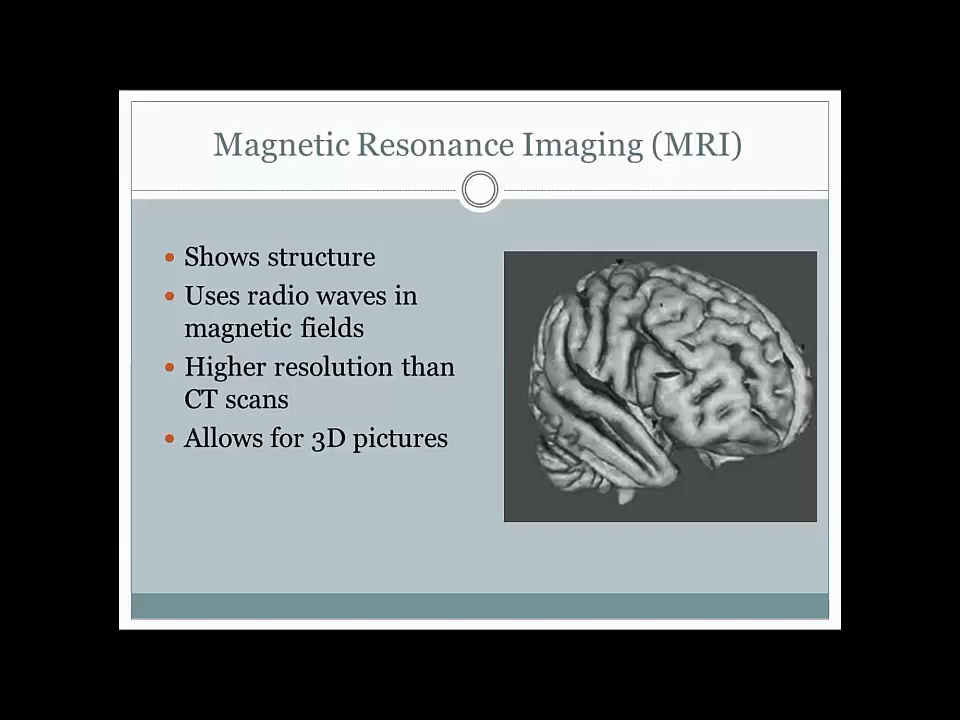 Magnetic Resonance Imaging (MRI)
• Shows structure
• Uses radio waves in
magnetic fields
• Higher resolution than
CT scans
• Allows for 3D pictures